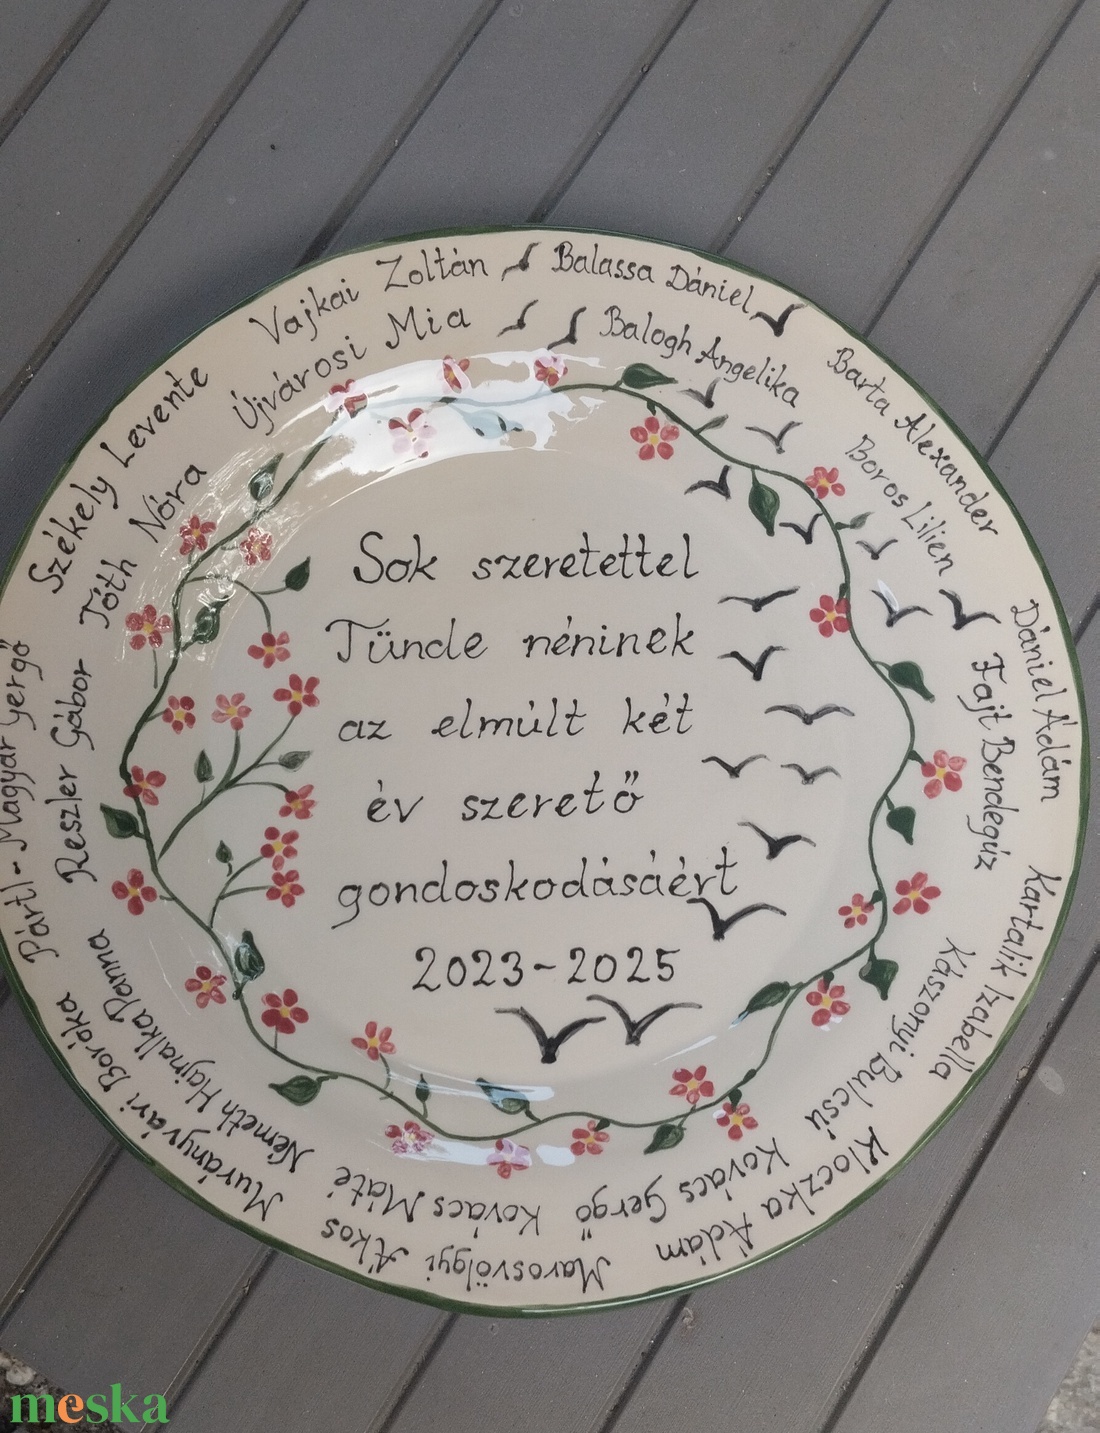 Sok szeretettel
Tünde néninek
az elmúlt két
év szerető
gondoskodásáért
2023-2025
Balassa Dániel
Balogh Angelika
Barta Alexander
Boros Lilien
Dániel Ádám
Fajt Bendegúz
Kartalik Izabella
Kászonyi Bulcsú
Kloczka Ádám
Kovács Gergő
Kovács Máté
Marosvölgyi Ákos
Murányvári Boróka
Németh Hajnalka Panna
Pártl-Magyar Gergő
Reszler Gábor
Székely Levente
Tóth Nóra
Újvárosi Mia
Vajkai Zoltán
meska